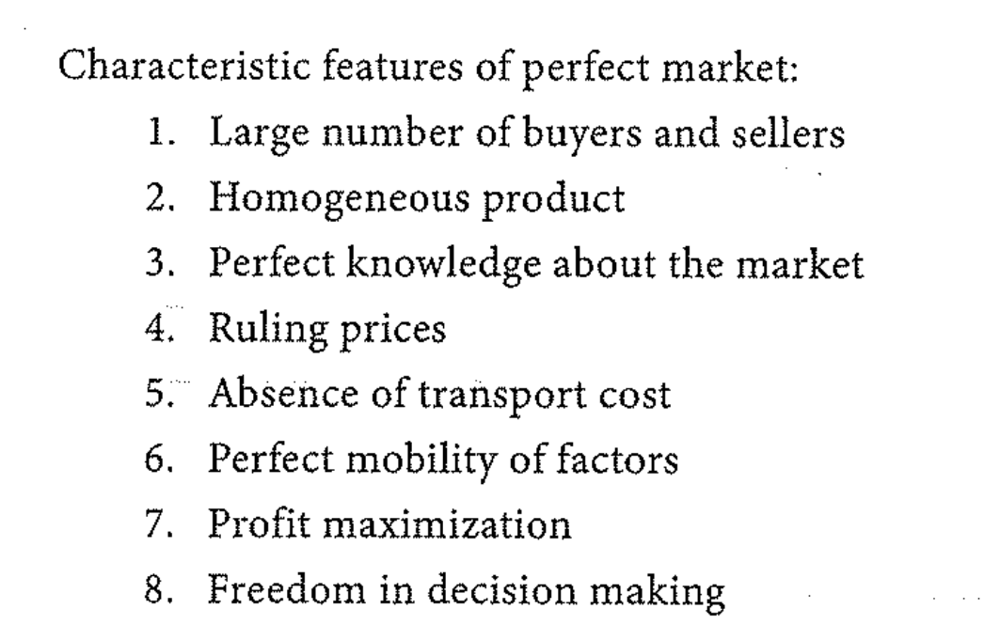 Characteristic features of perfect market:
1. Large number of buyers and sellers
2. Homogeneous product
3. Perfect knowledge about the market
4. Ruling prices
5. Absence of transport cost
6. Perfect mobility of factors
7. Profit maximization
8. Freedom in decision making